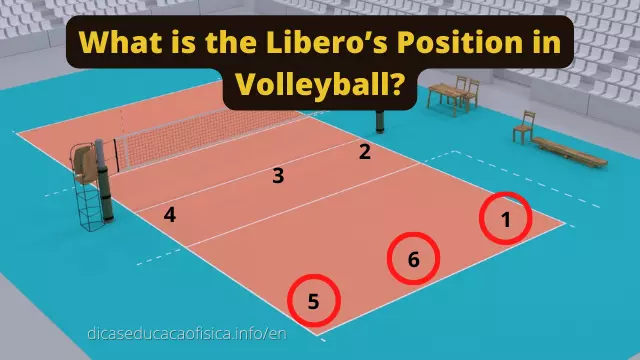 What is the Libero’s Position in
Volleyball?
2
3
4
1
6
5
dicaseducacaofisica.info/en